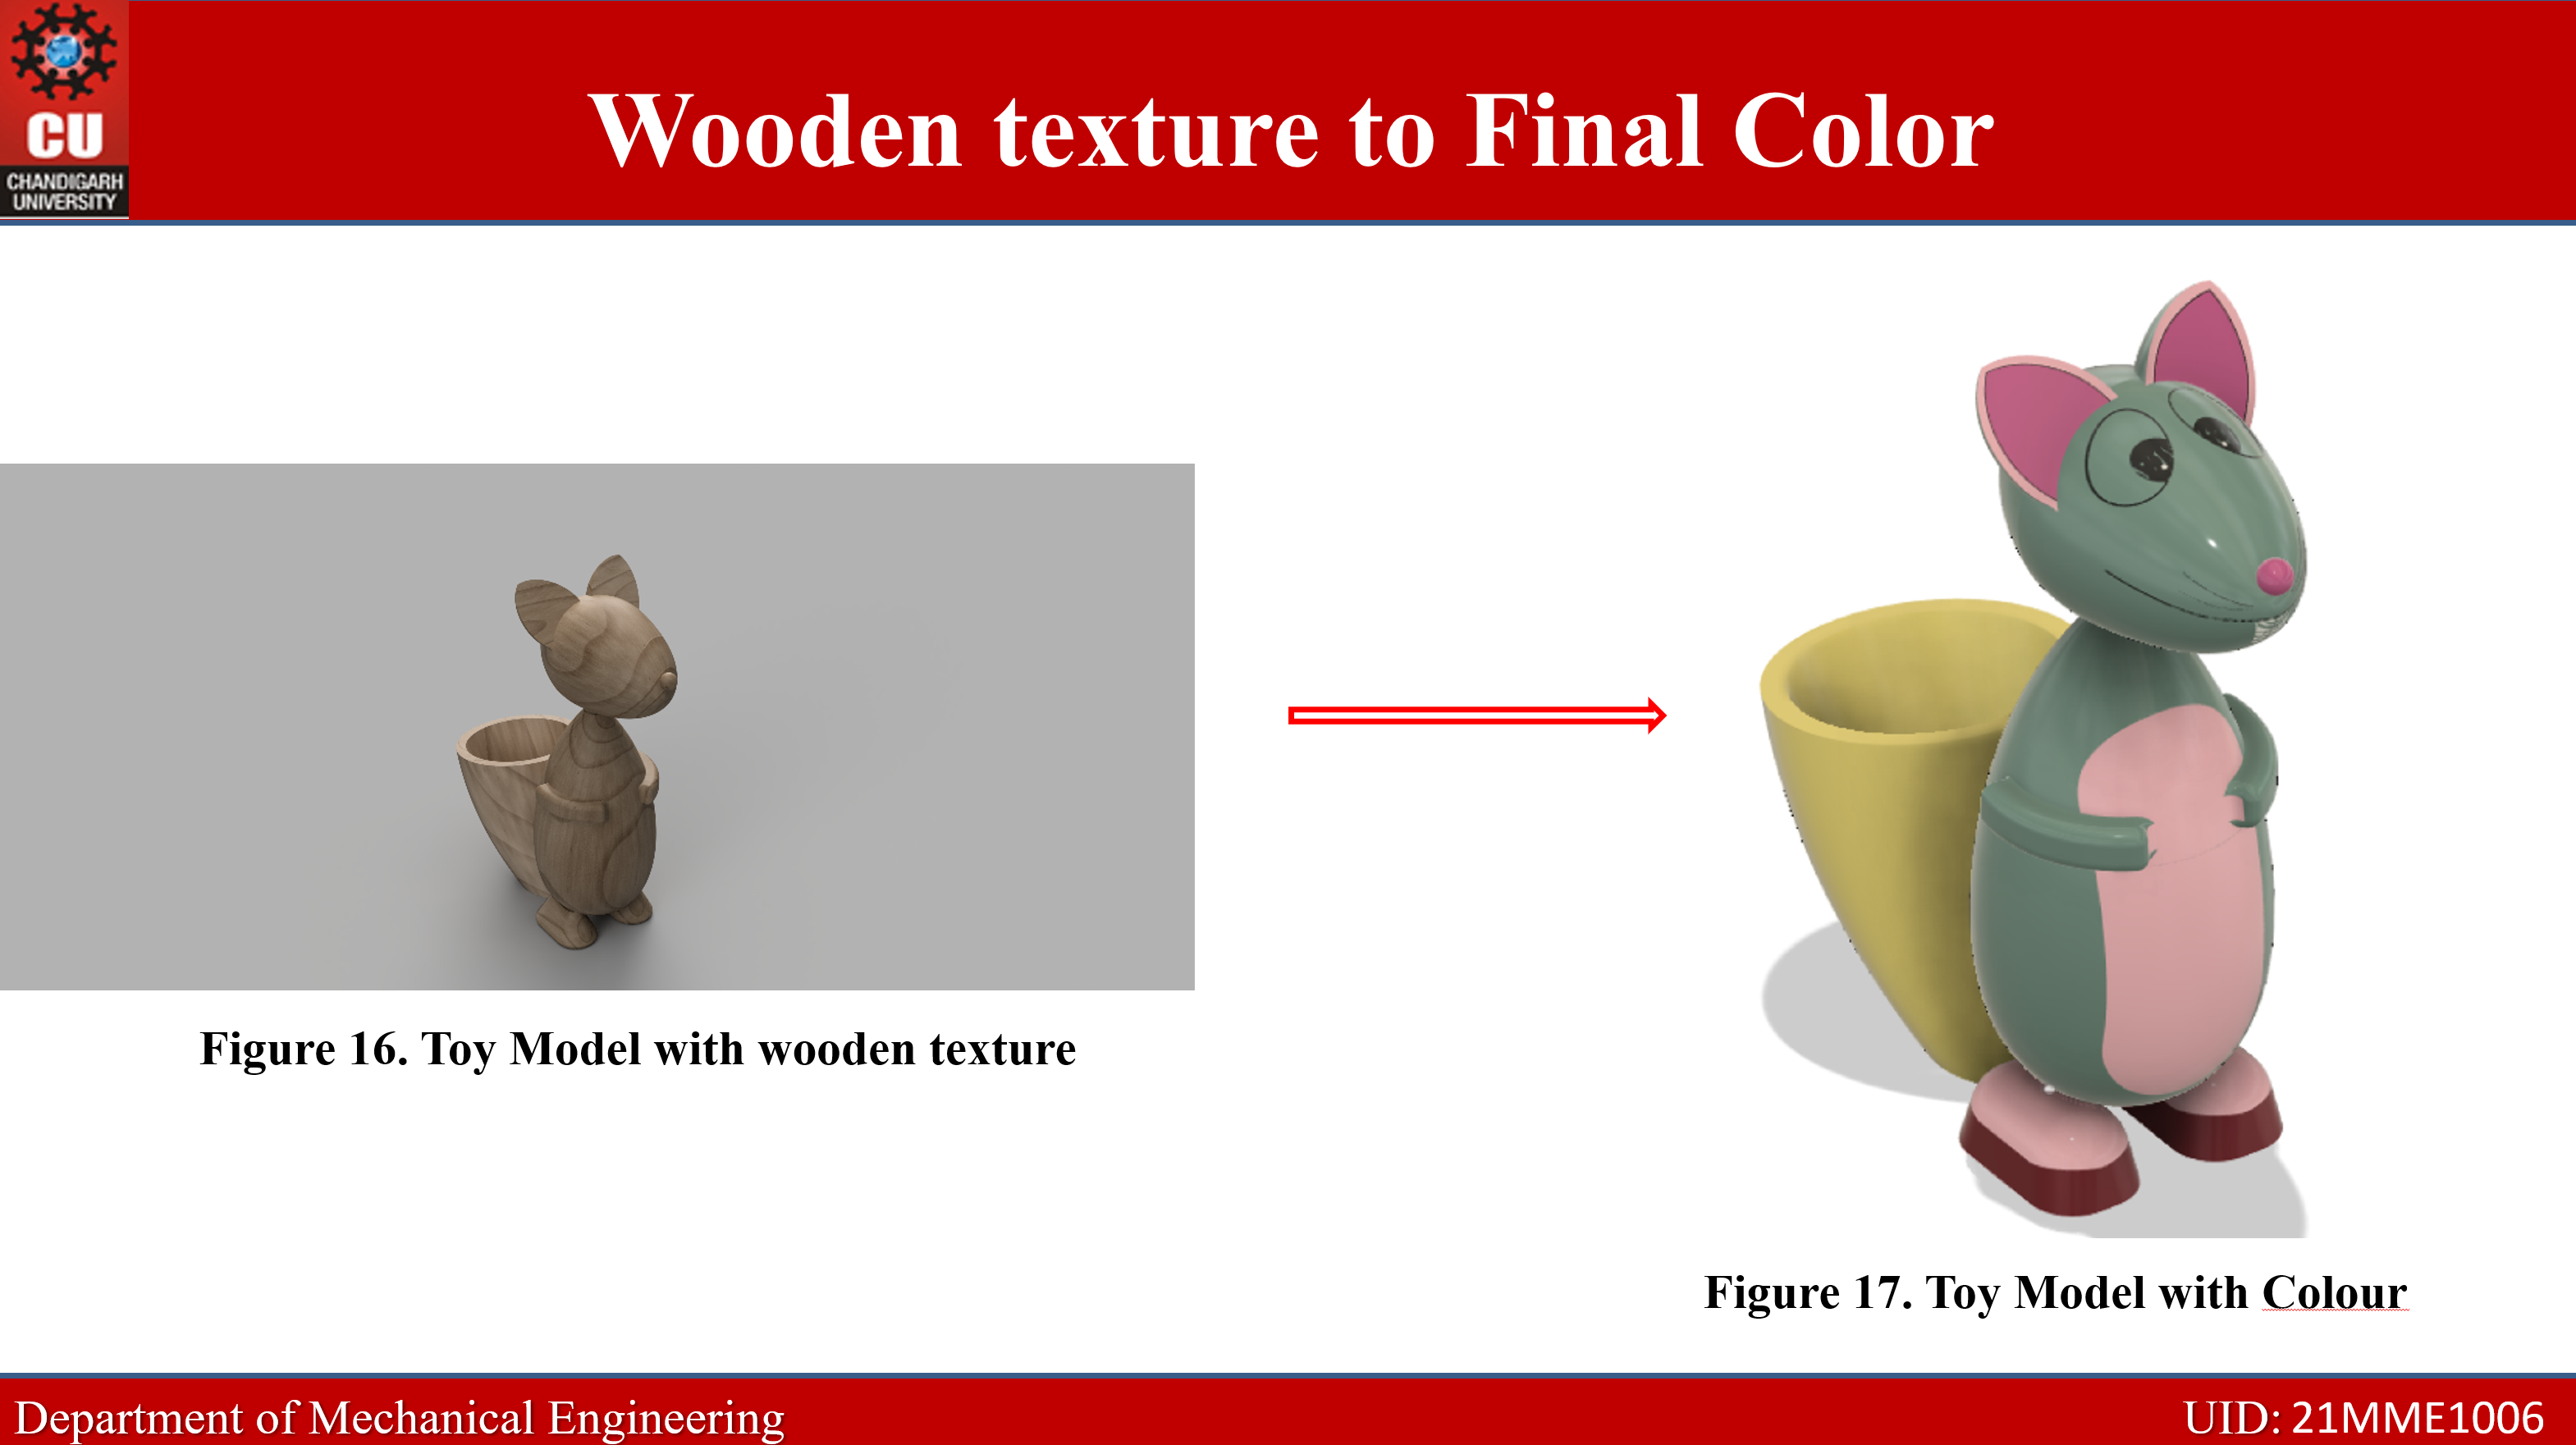 CU
CHANDIGARH
UNIVERSITY
Wooden texture to Final Color
Figure 16. Toy Model with wooden texture
Figure 17. Toy Model with Colour
Department of Mechanical Engineering
UID: 21MME1006